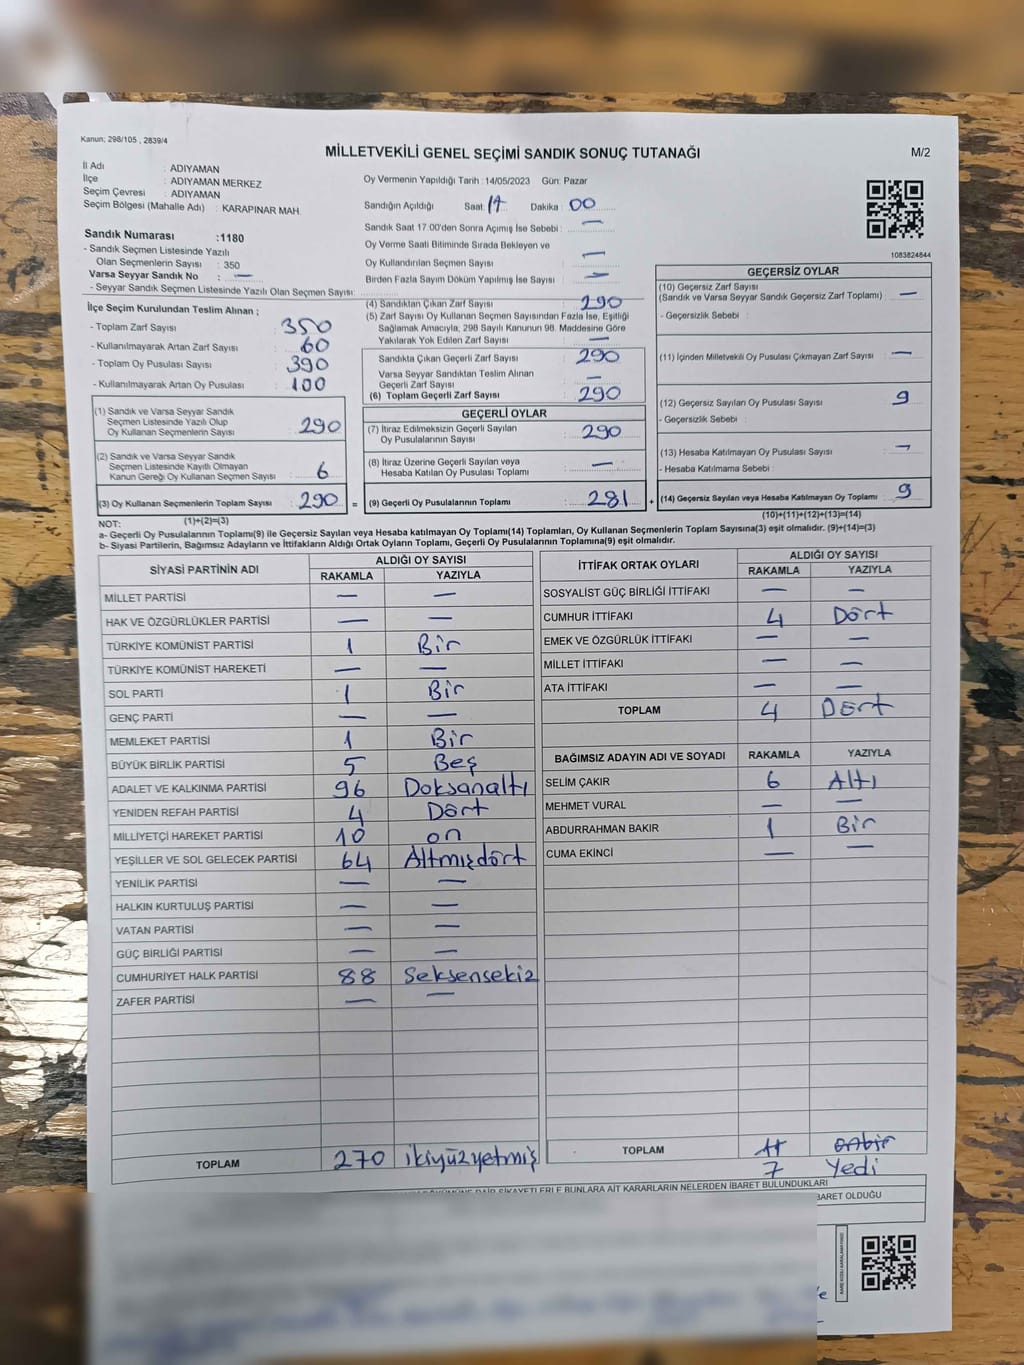 Kanun; 298/105 , 2839/4
MİLLETVEKİLİ GENEL SEÇİMİ SANDIK SONUÇ TUTANAĞI
M/2
İl Adı : ADIYAMAN
İlçe : ADIYAMAN MERKEZ
Seçim Çevresi : ADIYAMAN
Seçim Bölgesi (Mahalle Adı) : KARAPINAR MAH.
Sandık Numarası :1180
- Sandık Seçmen Listesinde Yazılı
Olan Seçmenlerin Sayısı : 350
Varsa Seyyar Sandık No : —
- Seyyar Sandık Seçmen Listesinde Yazılı Olan Seçmen Sayısı:
Oy Vermenin Yapıldığı Tarih :14/05/2023 Gün: Pazar
Sandığın Açıldığı Saat: 17 Dakika : 00
Sandık Saat 17:00'den Sonra Açılmış İse Sebebi : —
Oy Verme Saati Bitiminde Sırada Bekleyen ve
Oy Kullandırılan Seçmen Sayısı : —
Birden Fazla Sayım Döküm Yapılmış İse Sayısı : —
1083824644
İlçe Seçim Kurulundan Teslim Alınan ;
- Toplam Zarf Sayısı : 350
- Kullanılmayarak Artan Zarf Sayısı : 60
- Toplam Oy Pusulası Sayısı : 390
- Kullanılmayarak Artan Oy Pusulası : 100
(1) Sandık ve Varsa Seyyar Sandık
Seçmen Listesinde Yazılı Olup
Oy Kullanan Seçmenlerin Sayısı : 290
(2) Sandık ve Varsa Seyyar Sandık
Seçmen Listesinde Kayıtlı Olmayan
Kanun Gereği Oy Kullanan Seçmen Sayısı : 6
(3) Oy Kullanan Seçmenlerin Toplam Sayısı : 290
(1)+(2)=(3)
(4) Sandıktan Çıkan Zarf Sayısı : 290
(5) Zarf Sayısı Oy Kullanan Seçmen Sayısından Fazla İse, Eşitliği
Sağlamak Amacıyla; 298 Sayılı Kanunun 98. Maddesine Göre
Yakılarak Yok Edilen Zarf Sayısı : —
Sandıkta Çıkan Geçerli Zarf Sayısı : 290
Varsa Seyyar Sandıktan Teslim Alınan
Geçerli Zarf Sayısı : —
(6) Toplam Geçerli Zarf Sayısı : 290
GEÇERLİ OYLAR
(7) İtiraz Edilmeksizin Geçerli Sayılan
Oy Pusulalarının Sayısı : 290
(8) İtiraz Üzerine Geçerli Sayılan veya
Hesaba Katılan Oy Pusulası Toplamı : —
= (9) Geçerli Oy Pusulalarının Toplamı : 281 +
GEÇERSİZ OYLAR
(10) Geçersiz Zarf Sayısı
(Sandık ve Varsa Seyyar Sandık Geçersiz Zarf Toplamı) : —
- Geçersizlik Sebebi :
(11) İçinden Milletvekili Oy Pusulası Çıkmayan Zarf Sayısı : —
(12) Geçersiz Sayılan Oy Pusulası Sayısı : 9
- Geçersizlik Sebebi :
(13) Hesaba Katılmayan Oy Pusulası Sayısı : —
- Hesaba Katılmama Sebebi :
(14) Geçersiz Sayılan veya Hesaba Katılmayan Oy Toplamı : 9
(10)+(11)+(12)+(13)=(14)
NOT:
a- Geçerli Oy Pusulalarının Toplamı(9) ile Geçersiz Sayılan veya Hesaba katılmayan Oy Toplamı(14) Toplamları, Oy Kullanan Seçmenlerin Toplam Sayısına(3) eşit olmalıdır. (9)+(14)=(3)
b- Siyasi Partilerin, Bağımsız Adayların ve İttifakların Aldığı Ortak Oyların Toplamı, Geçerli Oy Pusulalarının Toplamına(9) eşit olmalıdır.
SİYASİ PARTİNİN ADI ALDIĞI OY SAYISI
RAKAMLA YAZIYLA
MİLLET PARTİSİ — —
HAK VE ÖZGÜRLÜKLER PARTİSİ — —
TÜRKİYE KOMÜNİST PARTİSİ 1 Bir
TÜRKİYE KOMÜNİST HAREKETİ — —
SOL PARTİ 1 Bir
GENÇ PARTİ — —
MEMLEKET PARTİSİ 1 Bir
BÜYÜK BİRLİK PARTİSİ 5 Beş
ADALET VE KALKINMA PARTİSİ 96 Doksanaltı
YENİDEN REFAH PARTİSİ 4 Dört
MİLLİYETÇİ HAREKET PARTİSİ 10 on
YEŞİLLER VE SOL GELECEK PARTİSİ 64 Altmışdört
YENİLİK PARTİSİ — —
HALKIN KURTULUŞ PARTİSİ — —
VATAN PARTİSİ — —
GÜÇ BİRLİĞİ PARTİSİ — —
CUMHURİYET HALK PARTİSİ 88 Seksensekiz
ZAFER PARTİSİ — —
TOPLAM 270 ikiyüzyetmiş
İTTİFAK ORTAK OYLARI ALDIĞI OY SAYISI
RAKAMLA YAZIYLA
SOSYALİST GÜÇ BİRLİĞİ İTTİFAKI — —
CUMHUR İTTİFAKI 4 Dört
EMEK VE ÖZGÜRLÜK İTTİFAKI — —
MİLLET İTTİFAKI — —
ATA İTTİFAKI — —
TOPLAM 4 Dört
BAĞIMSIZ ADAYIN ADI VE SOYADI RAKAMLA YAZIYLA
SELİM ÇAKIR 6 Altı
MEHMET VURAL — —
ABDURRAHMAN BAKIR 1 Bir
CUMA EKİNCİ — —
TOPLAM 11 onbir
7 Yedi
ŞİKAYETLERLE BUNLARA AİT KARARLARIN NELERDEN İBARET BULUNDUKLARI
BARET OLDUĞU